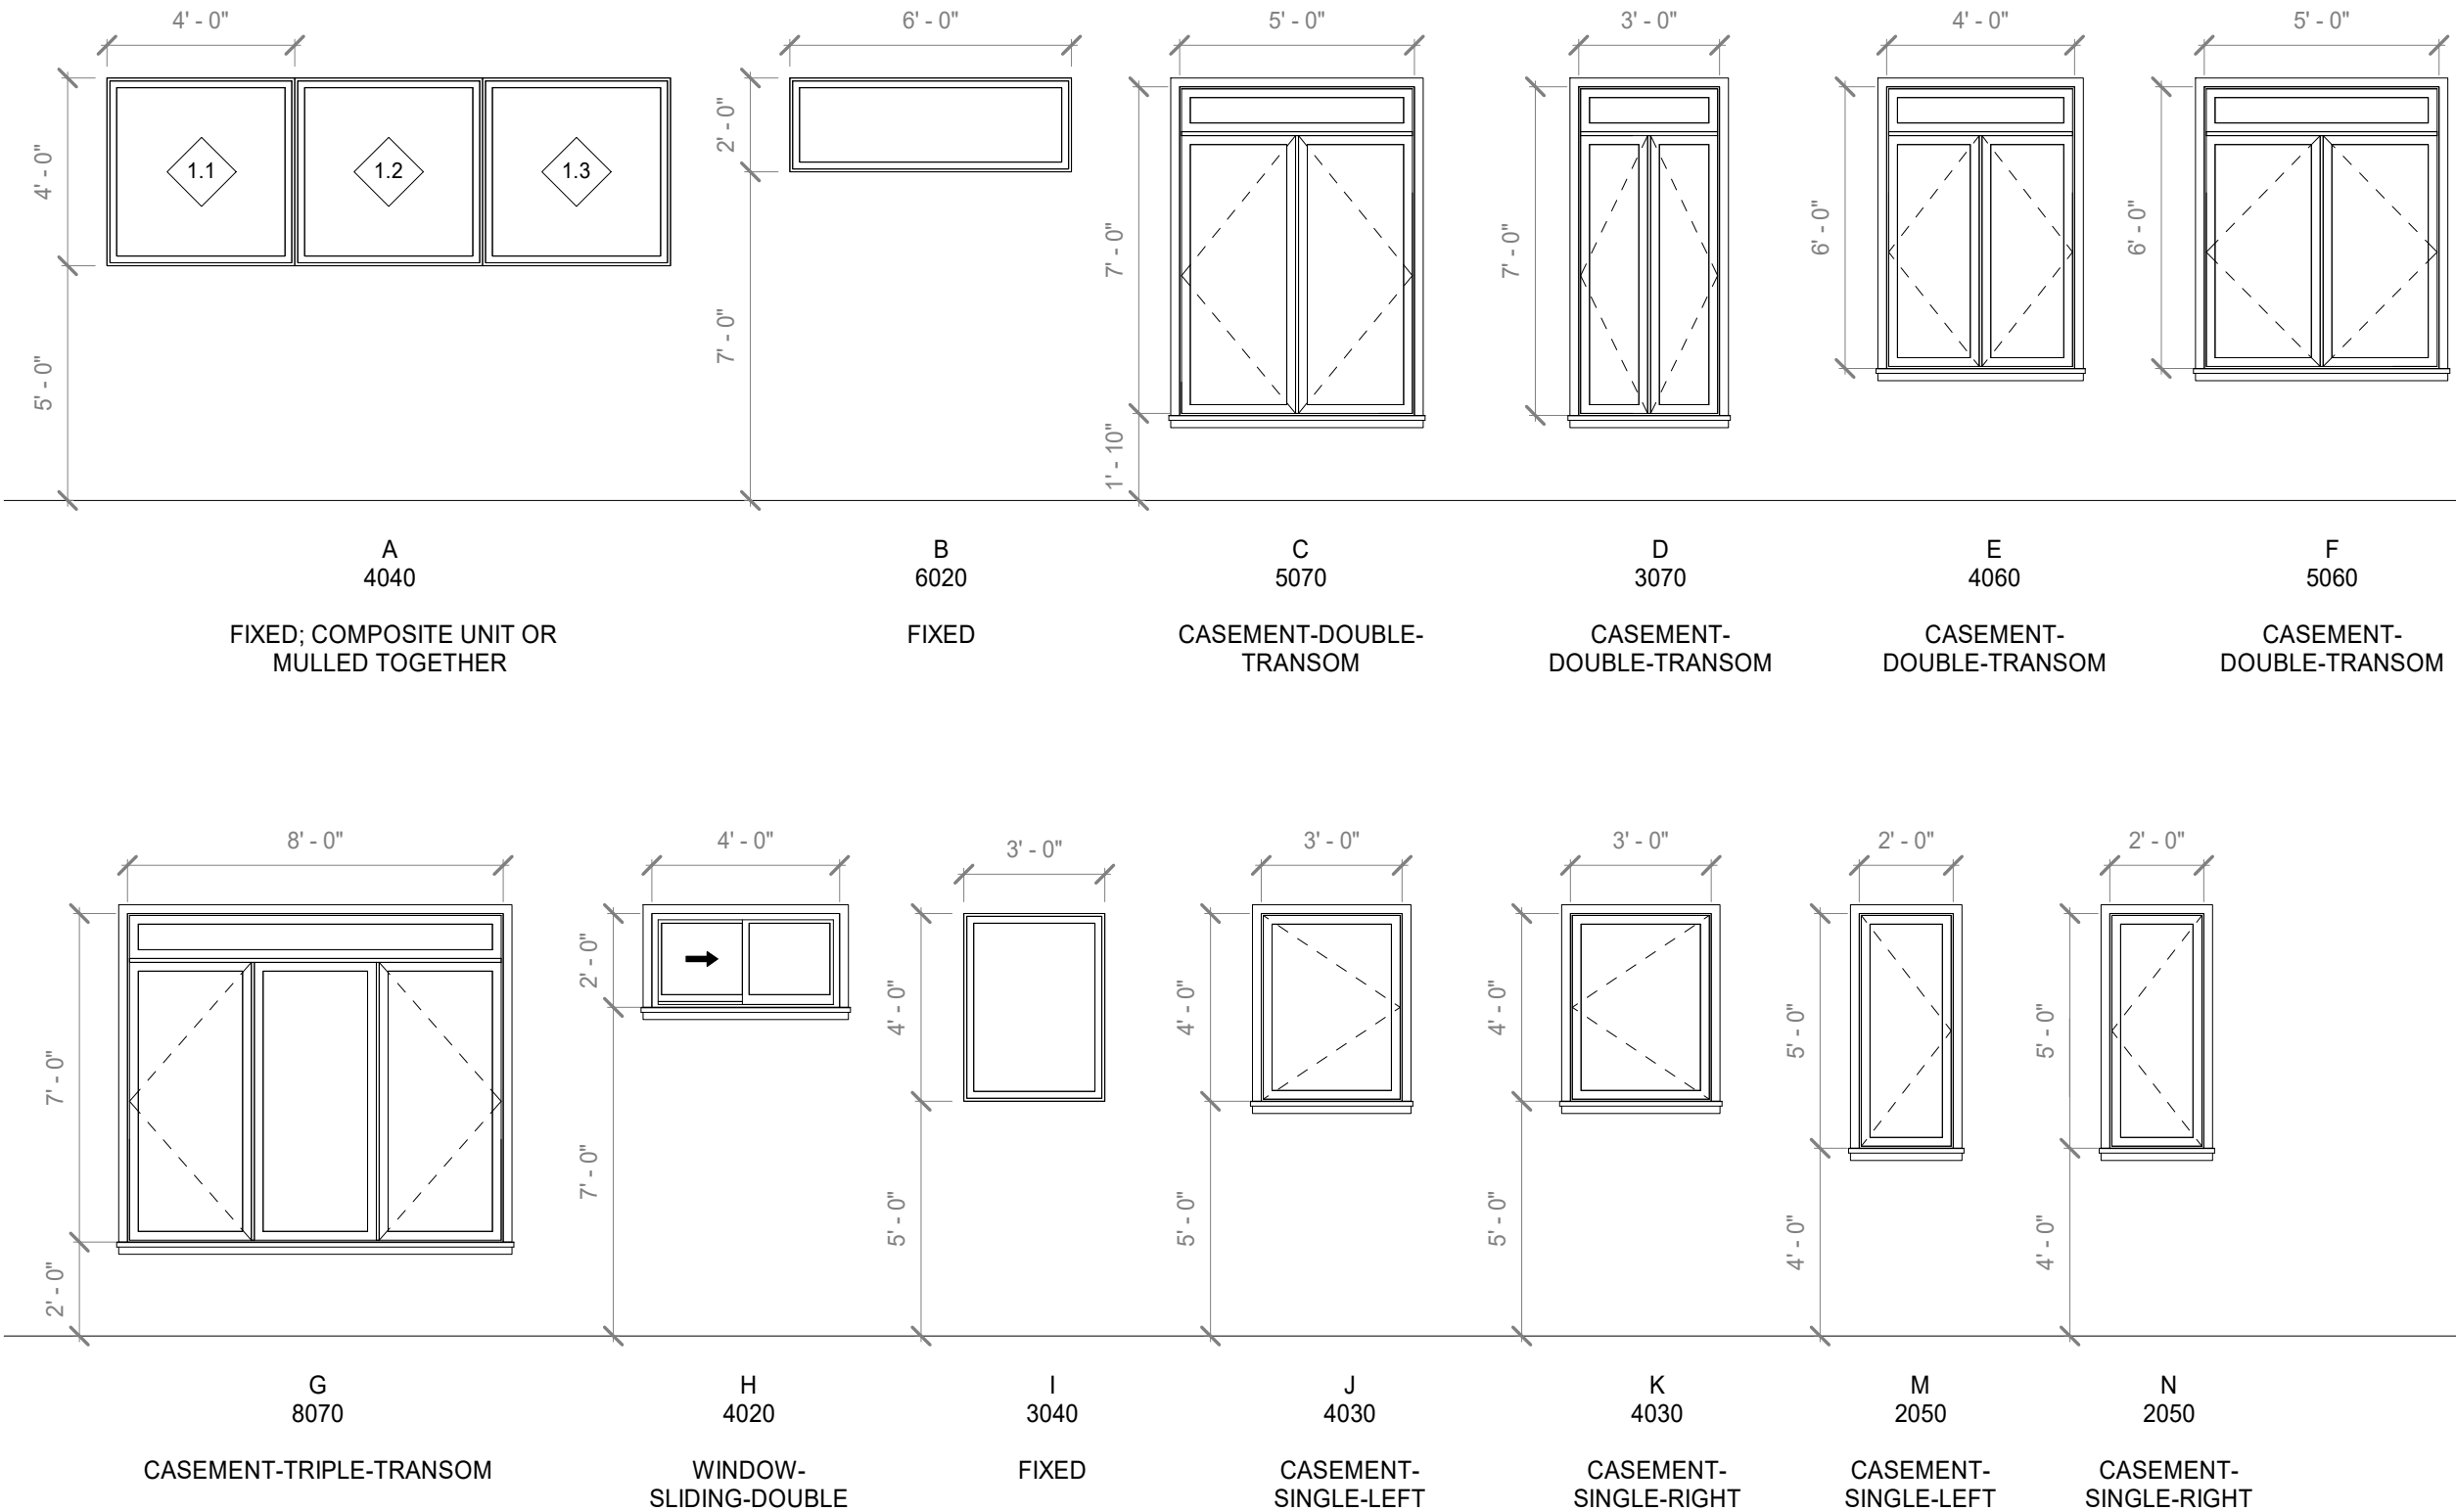 4' - 0"
6' - 0"
5' - 0"
3' - 0"
4' - 0"
5' - 0"
4' - 0"
5' - 0"
1.1
1.2
1.3
2' - 0"
7' - 0"
7' - 0"
1' - 10"
7' - 0"
6' - 0"
6' - 0"
A
4040
FIXED; COMPOSITE UNIT OR
MULLED TOGETHER
B
6020
FIXED
C
5070
CASEMENT-DOUBLE-
TRANSOM
D
3070
CASEMENT-
DOUBLE-TRANSOM
E
4060
CASEMENT-
DOUBLE-TRANSOM
F
5060
CASEMENT-
DOUBLE-TRANSOM
8' - 0"
4' - 0"
3' - 0"
3' - 0"
3' - 0"
2' - 0"
2' - 0"
7' - 0"
2' - 0"
2' - 0"
7' - 0"
4' - 0"
5' - 0"
4' - 0"
5' - 0"
4' - 0"
5' - 0"
5' - 0"
4' - 0"
5' - 0"
4' - 0"
G
8070
CASEMENT-TRIPLE-TRANSOM
H
4020
WINDOW-
SLIDING-DOUBLE
I
3040
FIXED
J
4030
CASEMENT-
SINGLE-LEFT
K
4030
CASEMENT-
SINGLE-RIGHT
M
2050
CASEMENT-
SINGLE-LEFT
N
2050
CASEMENT-
SINGLE-RIGHT